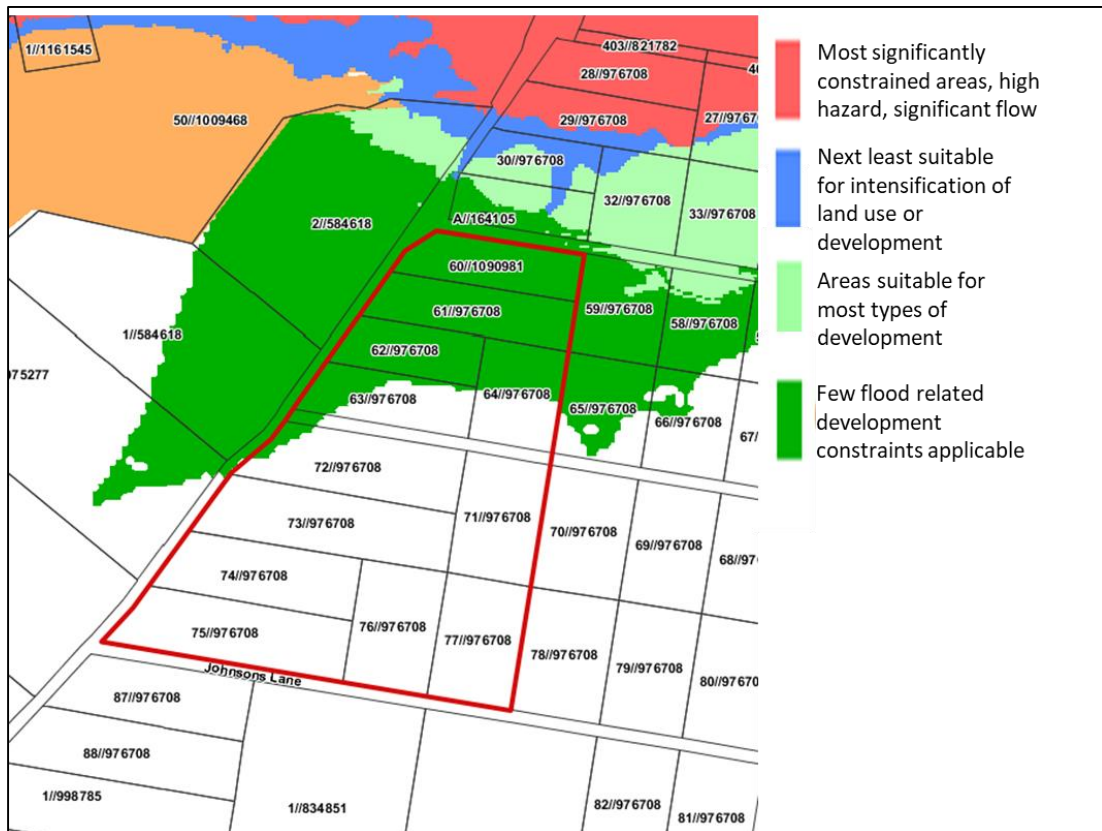 1//1161545
403//821782
28//976708
50//1009468
29//976708
27//9767
30//976708
32//976708
33//976708
A//164105
2//584618
60//1090981
61//976708
59//976708
58//976708
1//584618
62//976708
975277
63//976708
64//976708
65//976708
66//976708
67//
72//976708
71//976708
73//976708
70//976708
69//976708
68//97
74//976708
75//976708
76//976708
77//976708
78//976708
79//976708
80//97670
Johnsons Lane
87//976708
88//976708
1//998785
1//834851
82//976708
81//976708
Most significantly
constrained areas, high
hazard, significant flow
Next least suitable
for intensification of
land use or
development
Areas suitable for
most types of
development
Few flood related
development
constraints applicable